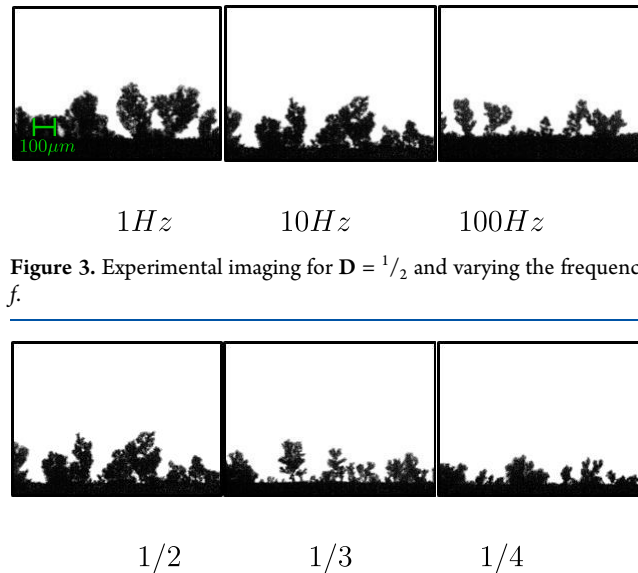 100μm
1Hz 10Hz 100Hz
Figure 3. Experimental imaging for D = 1/2 and varying the frequenc
f.
1/2 1/3 1/4